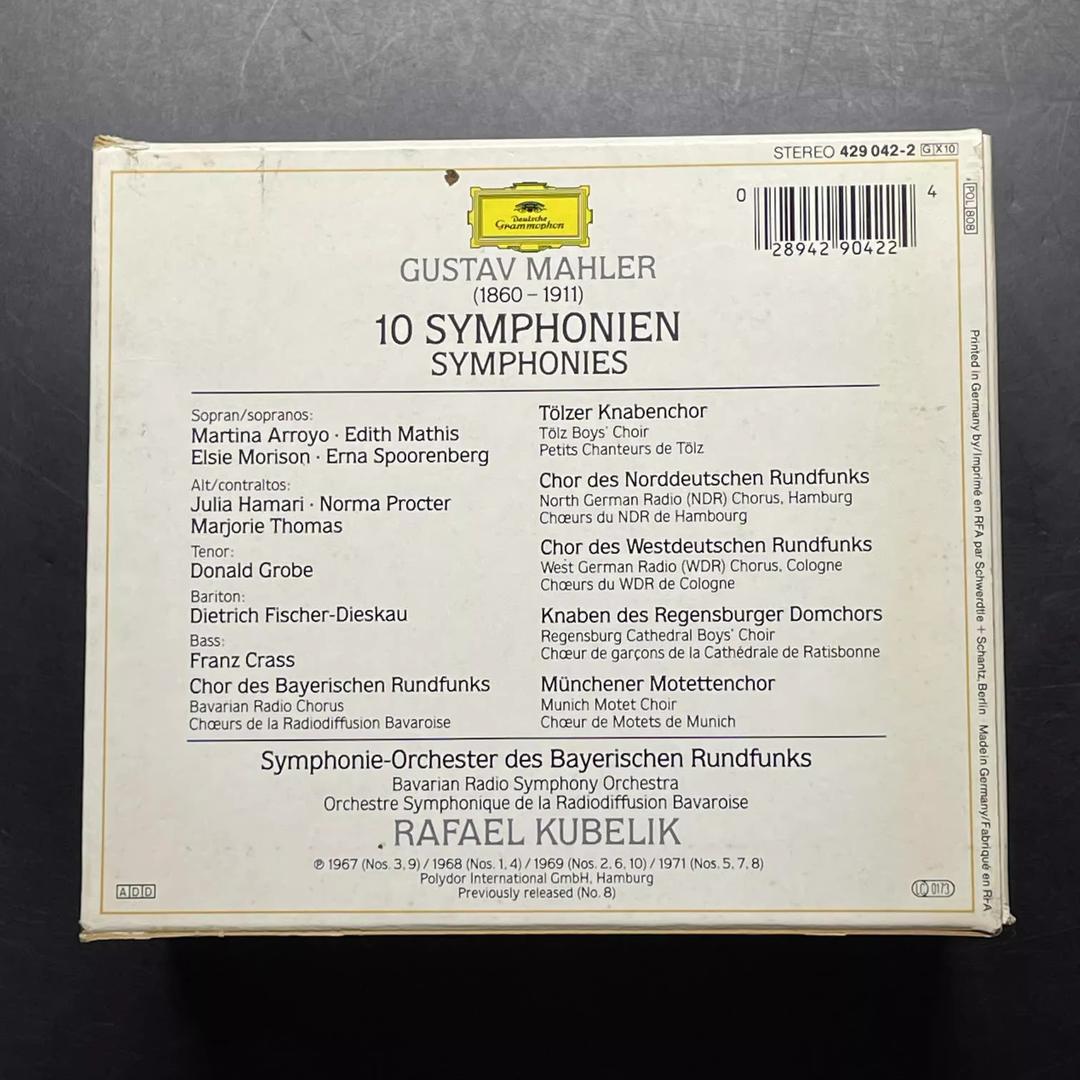 STEREO 429 042-2 G X10
0 28942 90422 4
POL 808
Deutsche
Grammophon
GUSTAV MAHLER
(1860 – 1911)
10 SYMPHONIEN
SYMPHONIES
Sopran/sopranos:
Martina Arroyo · Edith Mathis
Elsie Morison · Erna Spoorenberg
Alt/contraltos:
Julia Hamari · Norma Procter
Marjorie Thomas
Tenor:
Donald Grobe
Bariton:
Dietrich Fischer-Dieskau
Bass:
Franz Crass
Chor des Bayerischen Rundfunks
Bavarian Radio Chorus
Chœurs de la Radiodiffusion Bavaroise
Tölzer Knabenchor
Tölz Boys' Choir
Petits Chanteurs de Tölz
Chor des Norddeutschen Rundfunks
North German Radio (NDR) Chorus, Hamburg
Chœurs du NDR de Hambourg
Chor des Westdeutschen Rundfunks
West German Radio (WDR) Chorus, Cologne
Chœurs du WDR de Cologne
Knaben des Regensburger Domchors
Regensburg Cathedral Boys' Choir
Chœur de garçons de la Cathédrale de Ratisbonne
Münchener Motettenchor
Munich Motet Choir
Chœur de Motets de Munich
Symphonie-Orchester des Bayerischen Rundfunks
Bavarian Radio Symphony Orchestra
Orchestre Symphonique de la Radiodiffusion Bavaroise
RAFAEL KUBELIK
℗ 1967 (Nos. 3, 9) / 1968 (Nos. 1, 4) / 1969 (Nos. 2, 6, 10) / 1971 (Nos. 5, 7, 8)
Polydor International GmbH, Hamburg
Previously released (No. 8)
ADD
LC 0173
Printed in Germany by/Imprimé en RFA par Schwerdtle + Schantz, Berlin · Made in Germany/Fabriqué en RFA